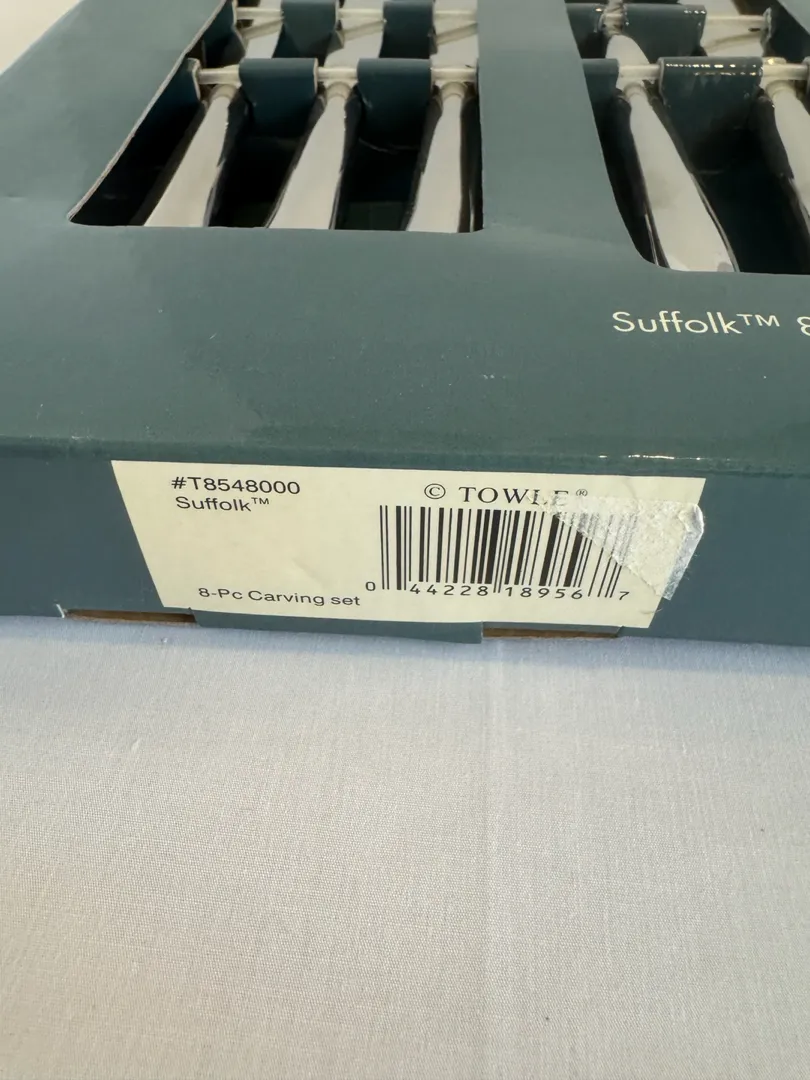 Suffolk™
#T8548000
Suffolk™
© TOWLE®
0 44228 18956 7
8-Pc Carving set